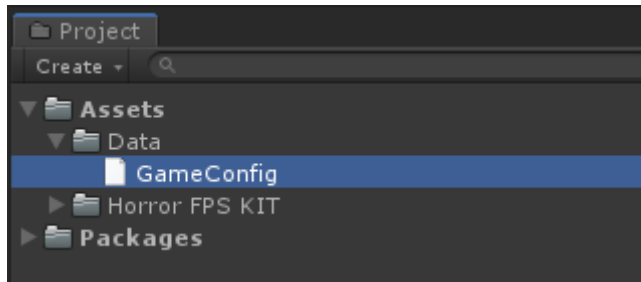 Project
Create
Assets
Data
GameConfig
Horror FPS KIT
Packages